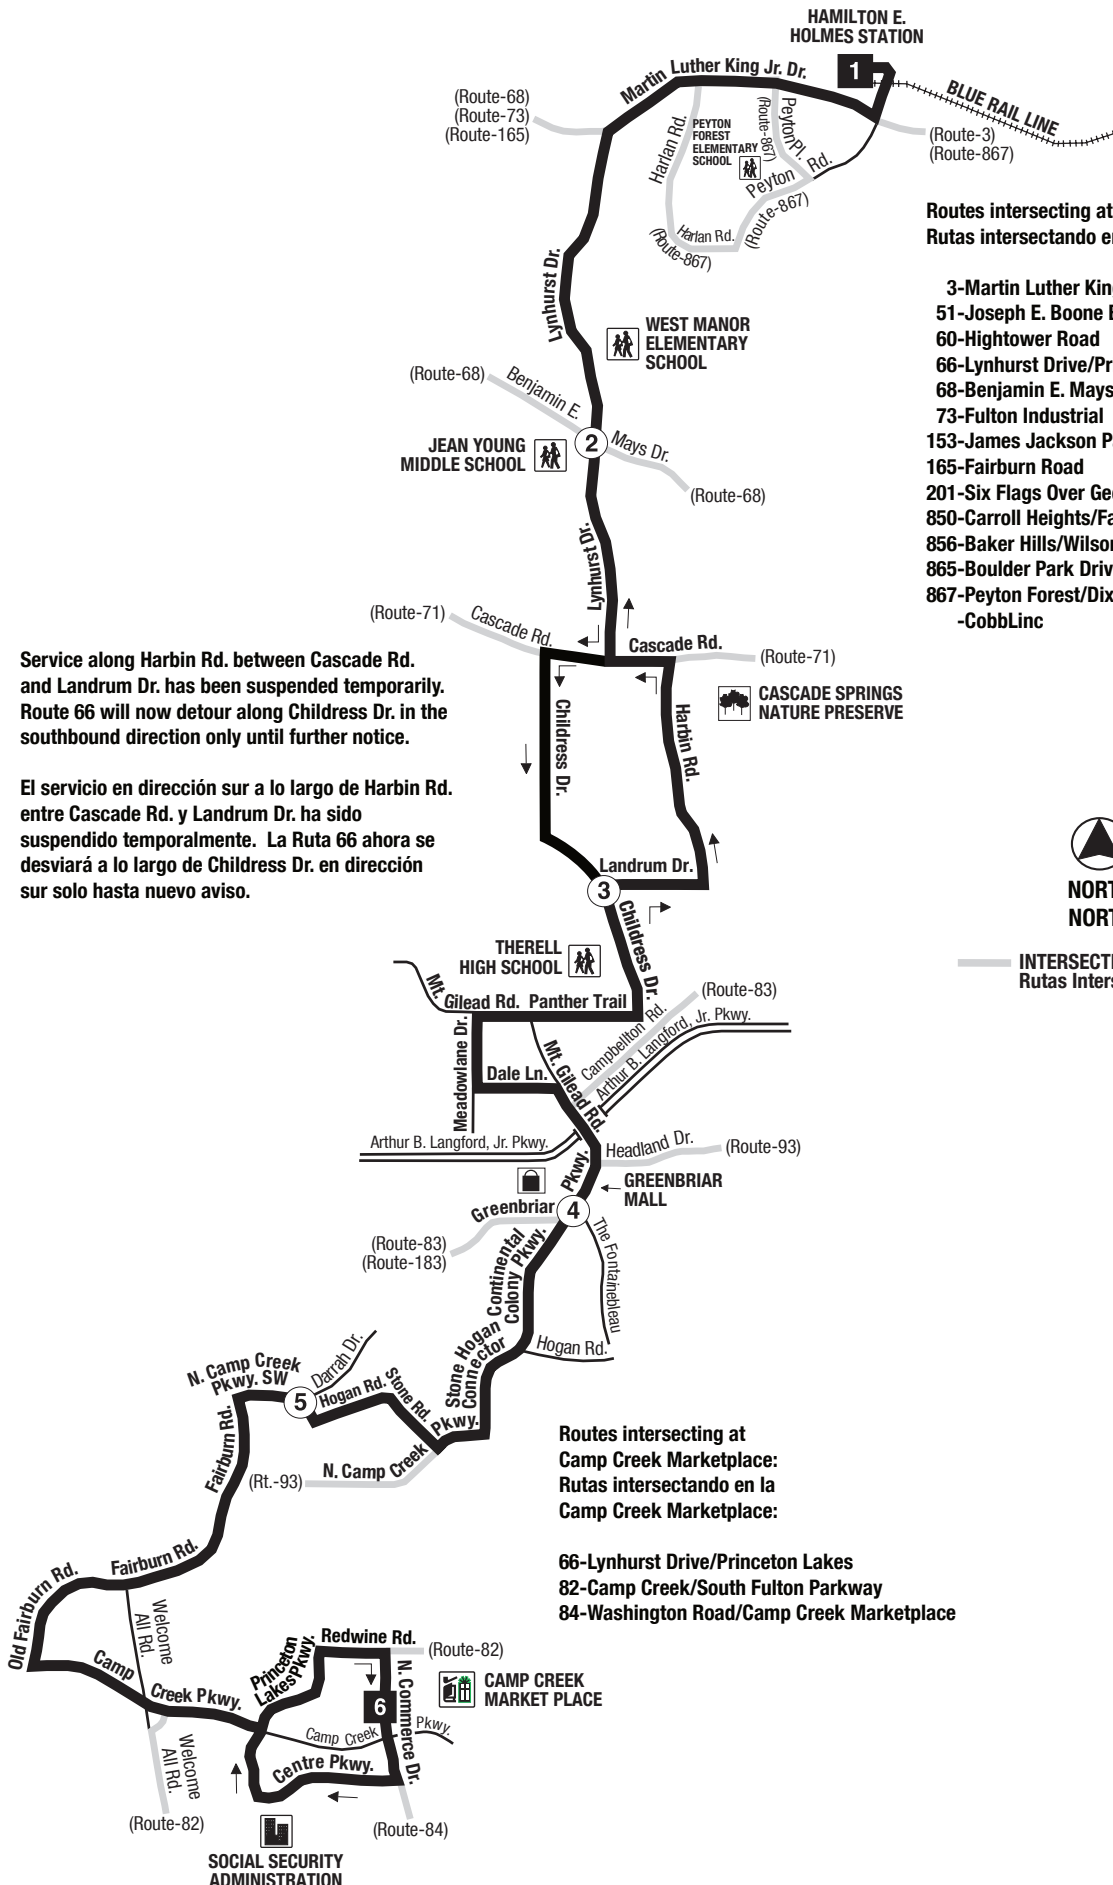 HAMILTON E.
HOLMES STATION
1
Martin Luther King Jr. Dr.
BLUE RAIL LINE
(Route-68)
(Route-73)
(Route-165)
Harlan Rd.
PEYTON
FOREST
ELEMENTARY
SCHOOL
Peyton Pl.
(Route-867)
Peyton Rd.
(Route-867)
Harlan Rd.
(Route-867)
(Route-3)
(Route-867)
Routes intersecting at
Rutas intersectando
3-Martin Luther
51-Joseph E. Boone
60-Hightower Road
66-Lynhurst Drive/
68-Benjamin E. Mays
73-Fulton Industrial
153-James Jackson
165-Fairburn Road
201-Six Flags Over
850-Carroll Heights/
856-Baker Hills/
865-Boulder Park
867-Peyton Forest/
-CobbLinc
Lynhurst Dr.
WEST MANOR
ELEMENTARY
SCHOOL
(Route-68)
Benjamin E.
2
Mays Dr.
(Route-68)
JEAN YOUNG
MIDDLE SCHOOL
Lynhurst Dr.
(Route-71)
Cascade Rd.
Cascade Rd.
(Route-71)
CASCADE SPRINGS
NATURE PRESERVE
Service along Harbin Rd. between Cascade Rd.
and Landrum Dr. has been suspended temporarily.
Route 66 will now detour along Childress Dr. in the
southbound direction only until further notice.
El servicio en dirección sur a lo largo de Harbin Rd.
entre Cascade Rd. y Landrum Dr. ha sido
suspendido temporalmente. La Ruta 66 ahora se
desviará a lo largo de Childress Dr. en dirección
sur solo hasta nuevo aviso.
Childress Dr.
Harbin Rd.
Landrum Dr.
3
Childress Dr.
NORT
NORT
INTERSECTI
Rutas Inters
THERELL
HIGH SCHOOL
Mt. Gilead Rd.
Panther Trail
(Route-83)
Campbellton Rd.
Arthur B. Langford, Jr. Pkwy.
Meadowlane Dr.
Dale Ln.
Mt. Gilead Rd.
Arthur B. Langford, Jr. Pkwy.
Headland Dr.
(Route-93)
GREENBRIAR
MALL
Greenbriar Pkwy.
4
(Route-83)
(Route-183)
Continental
Colony Pkwy.
The Fontainebleau
Stone Hogan
Connector
Hogan Rd.
N. Camp Creek
Pkwy. SW
Darrah Dr.
5
Hogan Rd.
Stone Rd.
Fairburn Rd.
(Rt.-93)
N. Camp Creek Pkwy.
Routes intersecting at
Camp Creek Marketplace:
Rutas intersectando en la
Camp Creek Marketplace:
66-Lynhurst Drive/Princeton Lakes
82-Camp Creek/South Fulton Parkway
84-Washington Road/Camp Creek Marketplace
Fairburn Rd.
Old Fairburn Rd.
Welcome
All Rd.
Camp Creek Pkwy.
Princeton
Lakes Pkwy.
Redwine Rd.
(Route-82)
6
N. Commerce Dr.
CAMP CREEK
MARKET PLACE
Camp Creek Pkwy.
Centre Pkwy.
Welcome
All Rd.
(Route-82)
(Route-84)
SOCIAL SECURITY
ADMINISTRATION